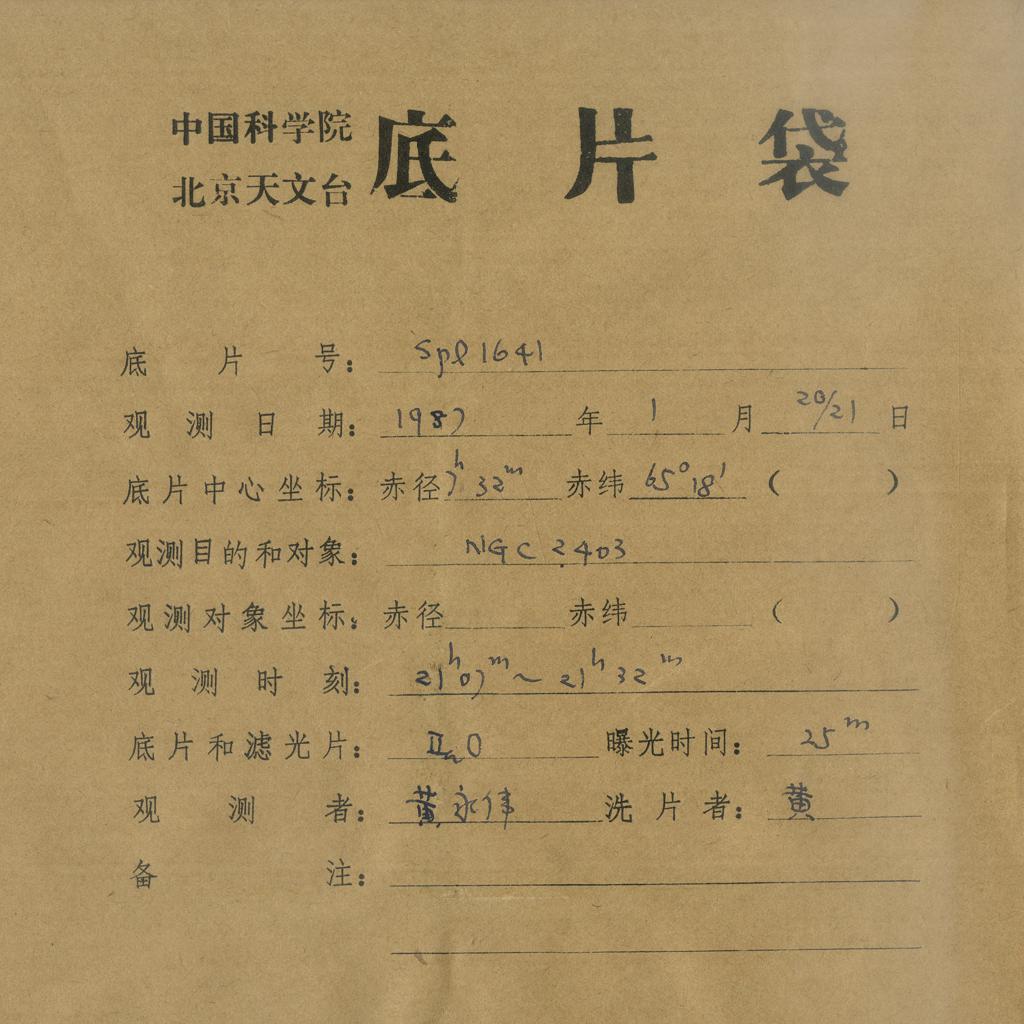 中国科学院
北京天文台 底片袋
底片号： Spl 1641
观测日期： 1987 年 1 月 20/21 日
底片中心坐标： 赤径 7h 32m 赤纬 65°18′ （ ）
观测目的和对象： NGC 2403
观测对象坐标： 赤径 赤纬 （ ）
观测时刻： 21h07m ~ 21h 32m
底片和滤光片： IIaO 曝光时间： 25m
观测者： 黄永伟 洗片者： 黄
备注：